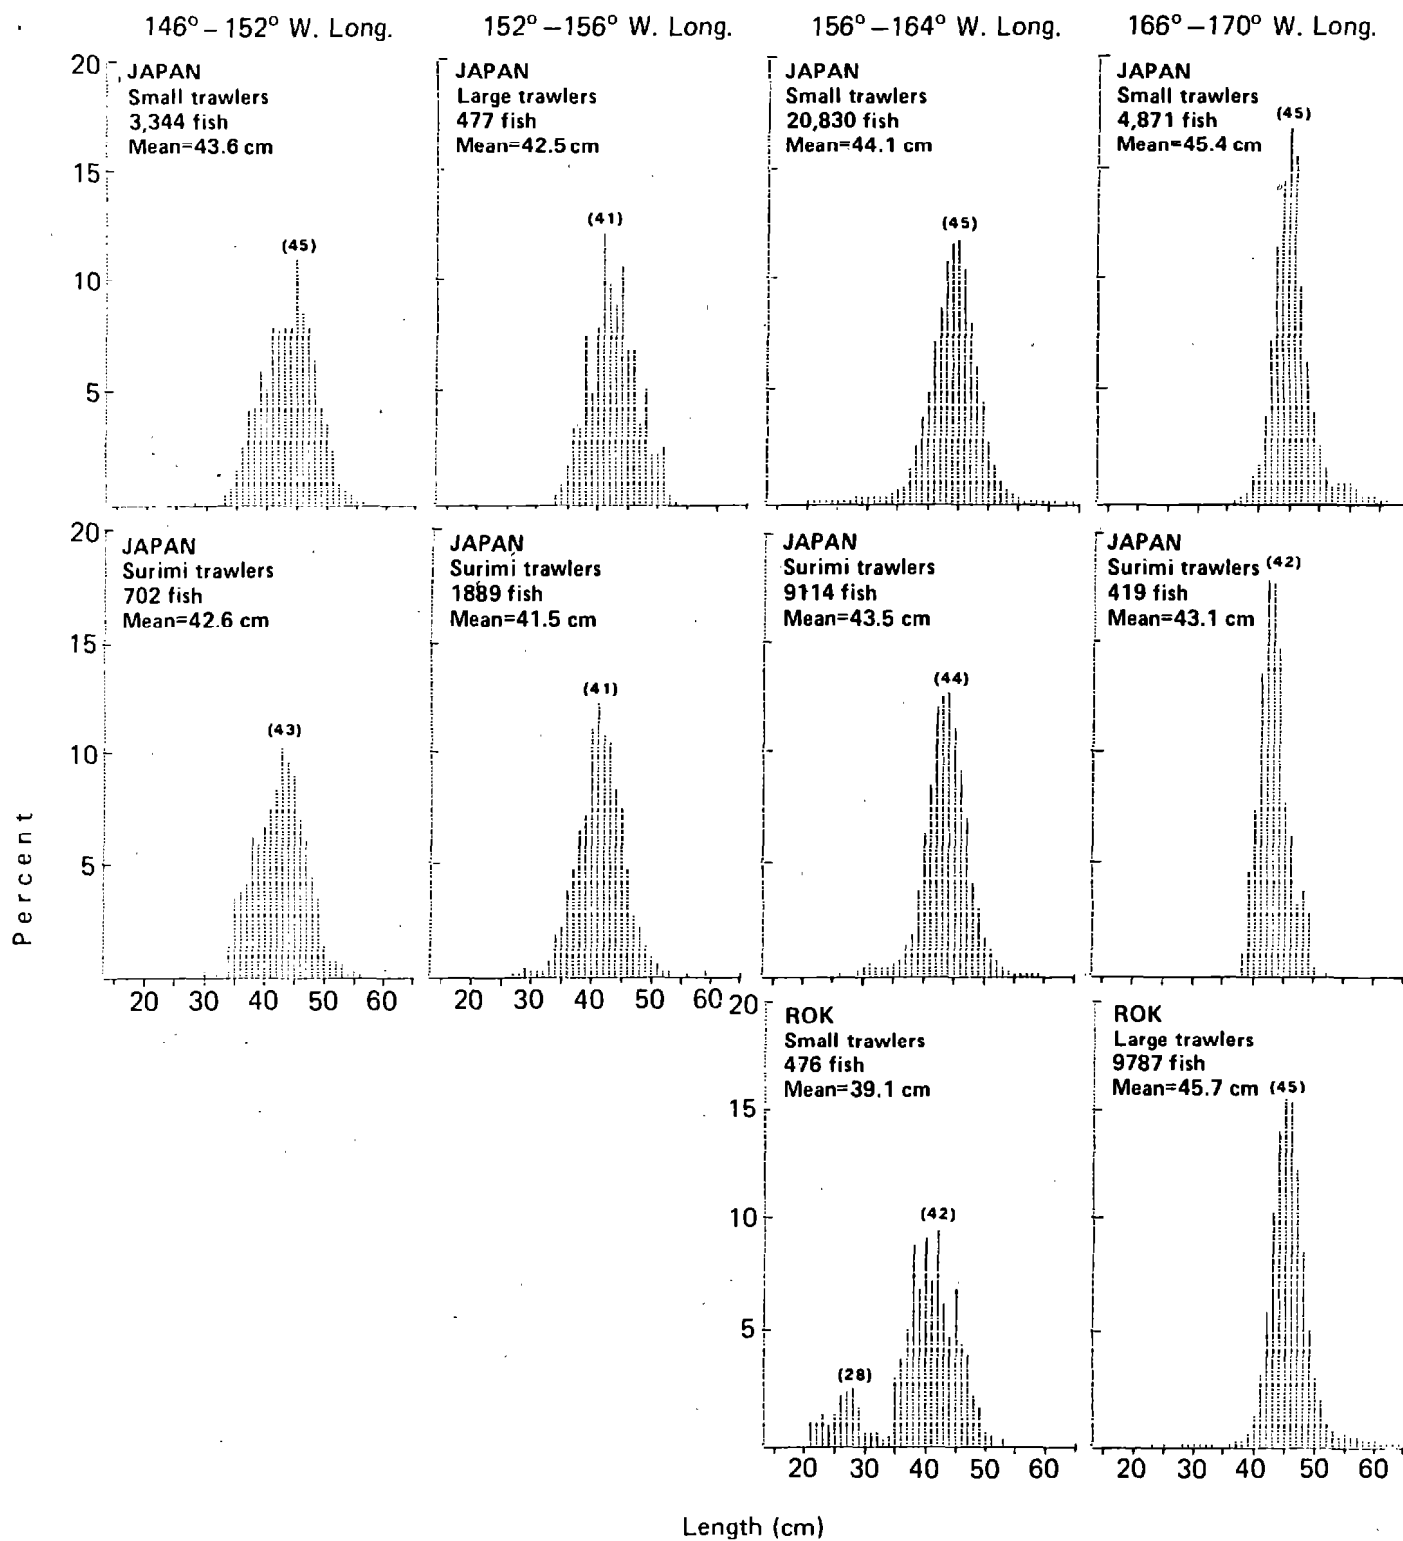 146° – 152° W. Long.
152° – 156° W. Long.
156° – 164° W. Long.
166° – 170° W. Long.
20
15
10
5
JAPAN
Small trawlers
3,344 fish
Mean=43.6 cm
(45)
JAPAN
Large trawlers
477 fish
Mean=42.5 cm
(41)
JAPAN
Small trawlers
20,830 fish
Mean=44.1 cm
(45)
JAPAN
Small trawlers
4,871 fish
Mean=45.4 cm
(45)
20
15
10
5
JAPAN
Surimi trawlers
702 fish
Mean=42.6 cm
(43)
20 30 40 50 60
JAPAN
Surimi trawlers
1889 fish
Mean=41.5 cm
(41)
20 30 40 50 60
JAPAN
Surimi trawlers
9114 fish
Mean=43.5 cm
(44)
JAPAN
Surimi trawlers
419 fish
Mean=43.1 cm
(42)
Percent
20
15
10
5
ROK
Small trawlers
476 fish
Mean=39.1 cm
(42)
(28)
20 30 40 50 60
ROK
Large trawlers
9787 fish
Mean=45.7 cm
(45)
20 30 40 50 60
Length (cm)